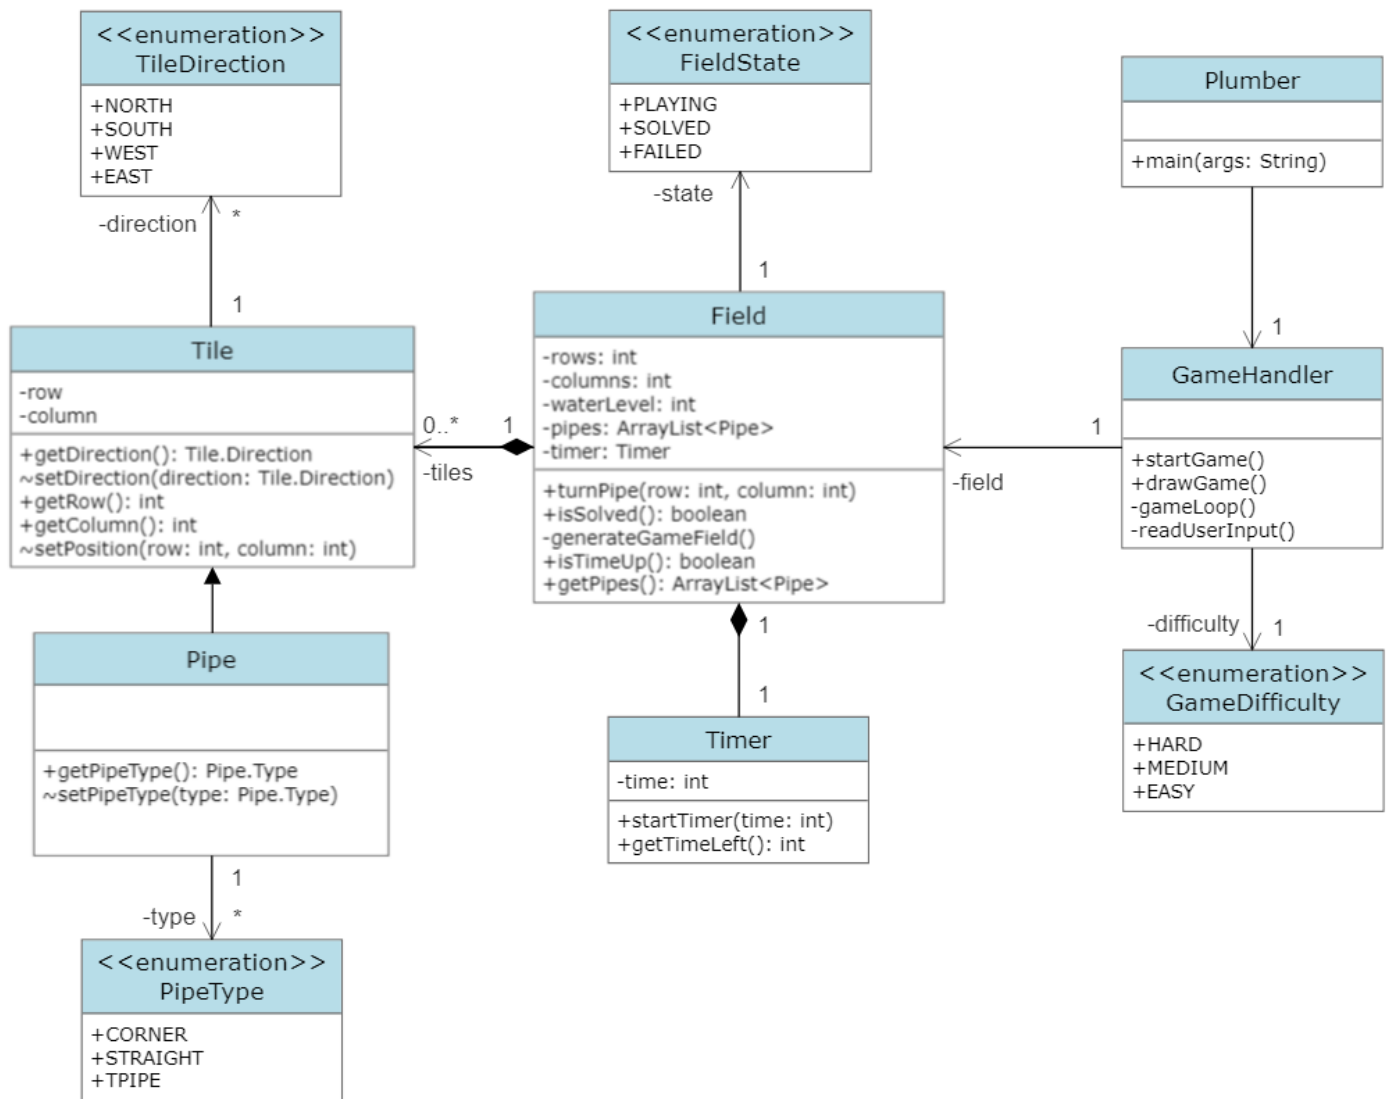 <<enumeration>>
TileDirection
+NORTH
+SOUTH
+WEST
+EAST
-direction
*
1
Tile
-row
-column
+getDirection(): Tile.Direction
~setDirection(direction: Tile.Direction)
+getRow(): int
+getColumn(): int
~setPosition(row: int, column: int)
Pipe
+getPipeType(): Pipe.Type
~setPipeType(type: Pipe.Type)
1
-type
*
<<enumeration>>
PipeType
+CORNER
+STRAIGHT
+TPIPE
<<enumeration>>
FieldState
+PLAYING
+SOLVED
+FAILED
-state
1
0..*
1
-tiles
Field
-rows: int
-columns: int
-waterLevel: int
-pipes: ArrayList<Pipe>
-timer: Timer
+turnPipe(row: int, column: int)
+isSolved(): boolean
-generateGameField()
+isTimeUp(): boolean
+getPipes(): ArrayList<Pipe>
1
1
Timer
-time: int
+startTimer(time: int)
+getTimeLeft(): int
Plumber
+main(args: String)
1
1
-field
GameHandler
+startGame()
+drawGame()
-gameLoop()
-readUserInput()
-difficulty
1
<<enumeration>>
GameDifficulty
+HARD
+MEDIUM
+EASY